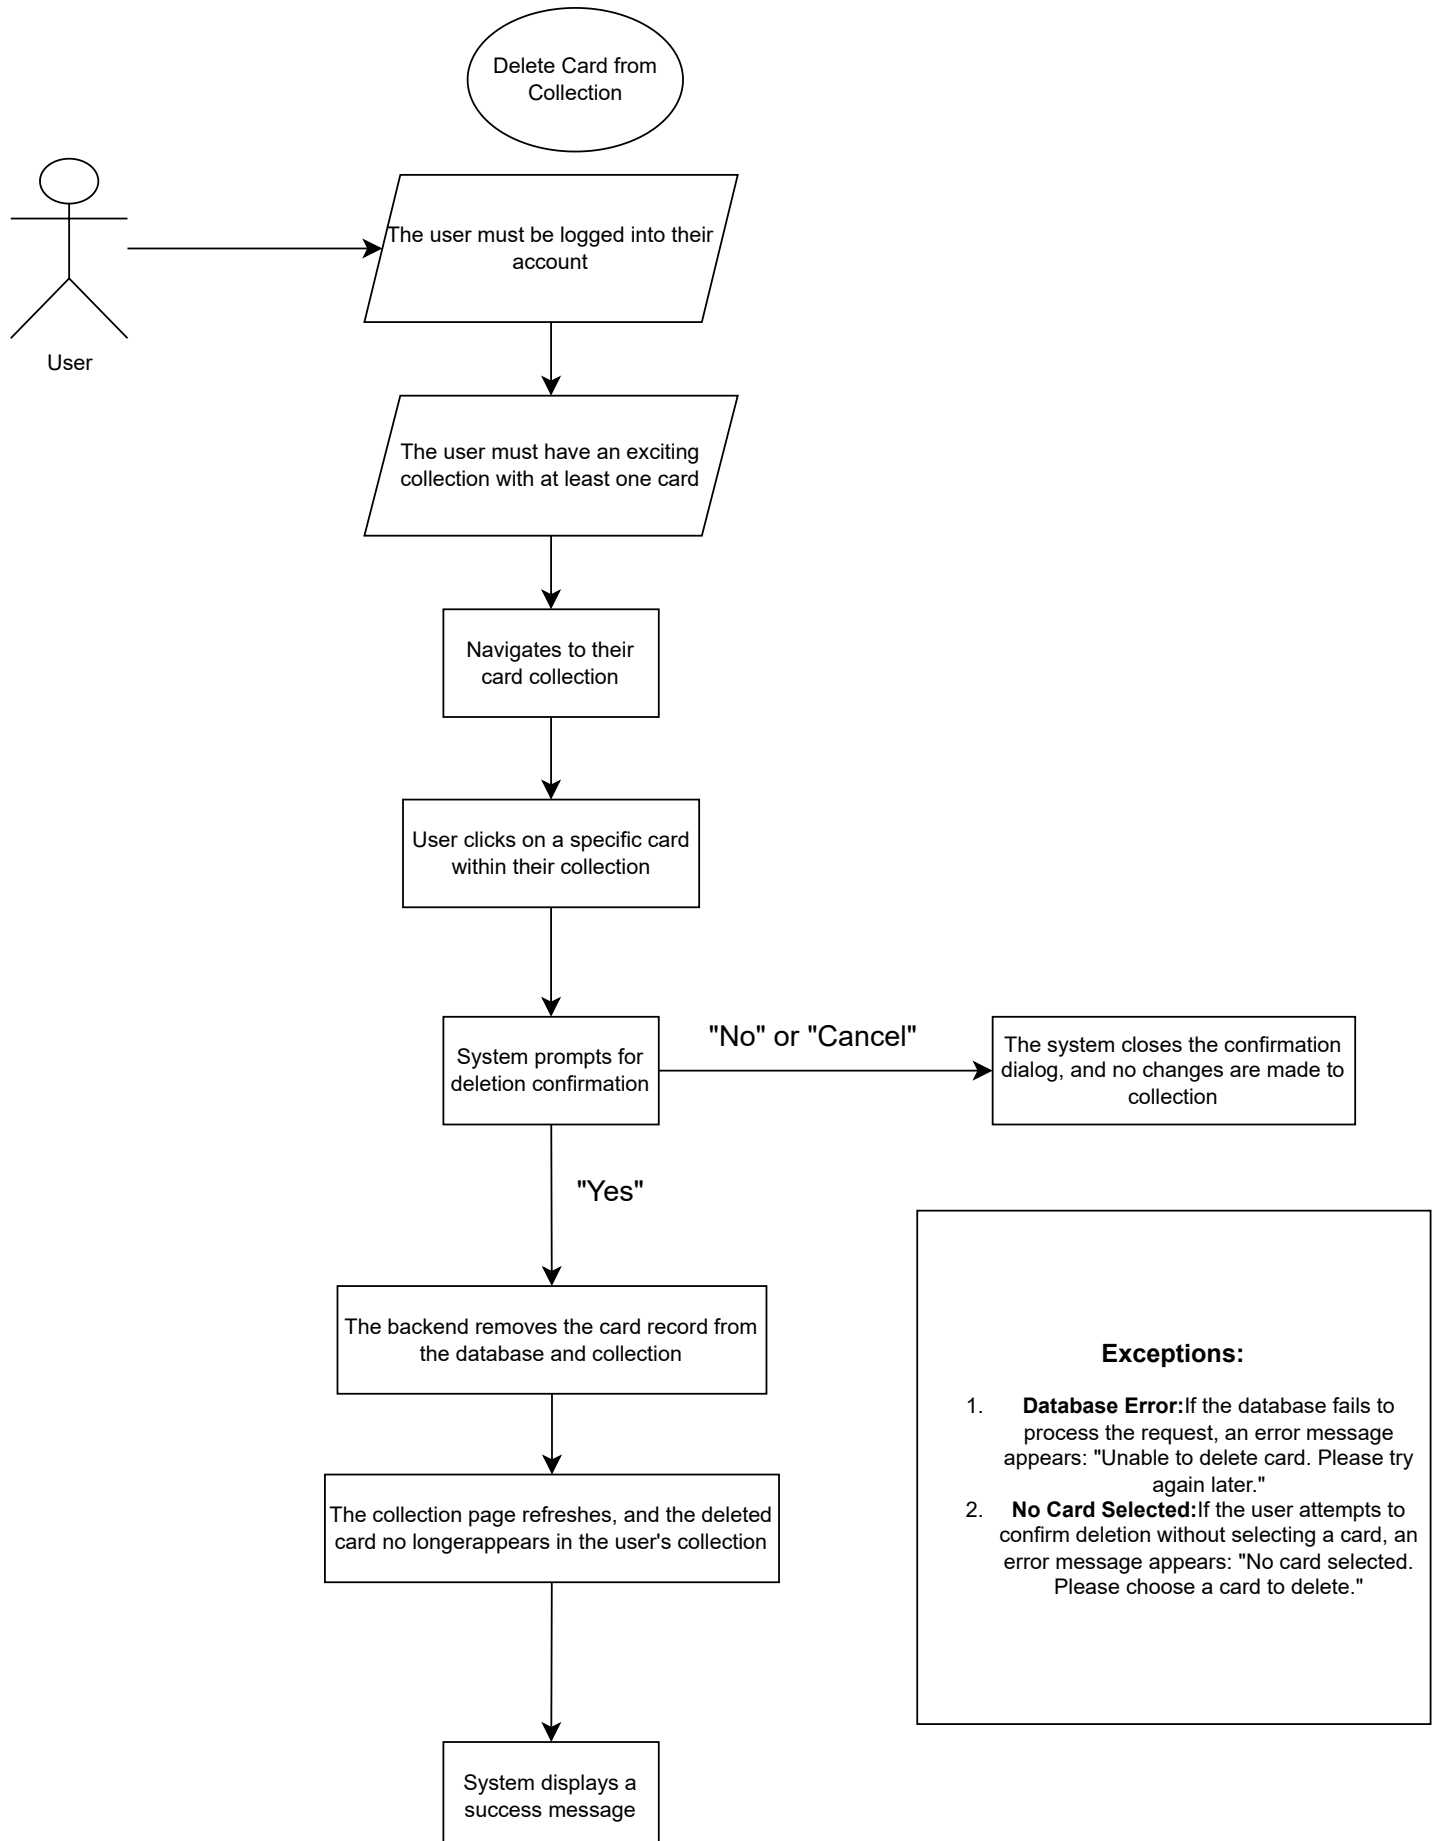 Delete Card from
Collection
The user must be logged into their
account
User
The user must have an exciting
collection with at least one card
Navigates to their
card collection
User clicks on a specific card
within their collection
System prompts for
deletion confirmation
"No" or "Cancel"
The system closes the confirmation
dialog, and no changes are made to
collection
"Yes"
The backend removes the card record from
the database and collection
The collection page refreshes, and the deleted
card no longerappears in the user's collection
System displays a
success message
Exceptions:
1. Database Error:If the database fails to
process the request, an error message
appears: "Unable to delete card. Please try
again later."
2. No Card Selected:If the user attempts to
confirm deletion without selecting a card, an
error message appears: "No card selected.
Please choose a card to delete."